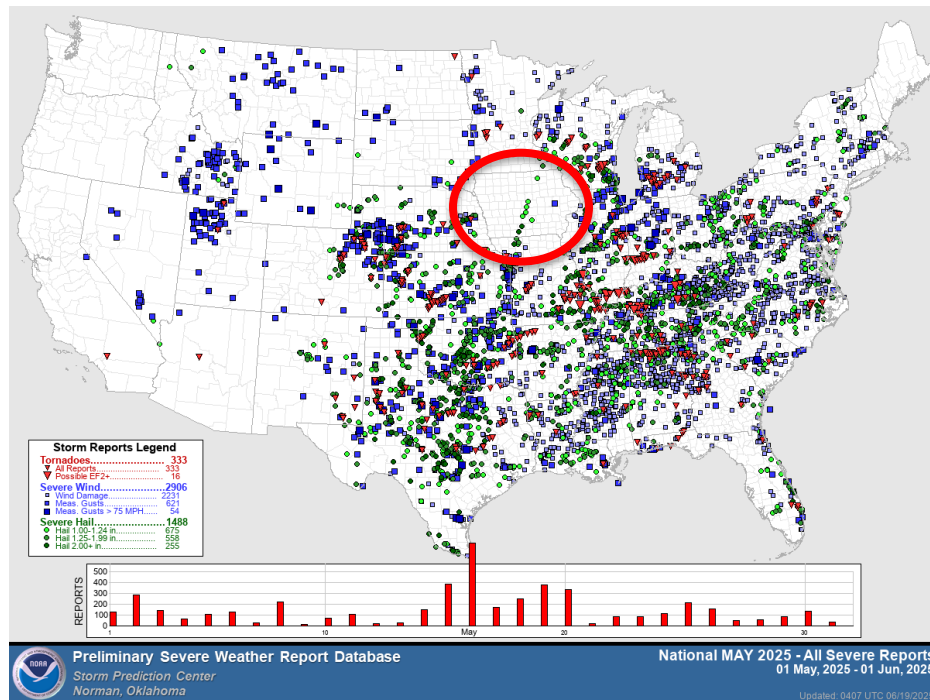 Storm Reports Legend
Tornadoes........................ 333
All Reports.................. 333
Possible EF2+............. 16
Severe Wind...................2906
Wind Damage............ 2231
Meas. Gusts............... 621
Meas. Gusts > 75 MPH..... 54
Severe Hail.....................1488
Hail 1.00-1.24 in.......... 675
Hail 1.25-1.99 in.......... 558
Hail 2.00+ in............... 255
REPORTS
500
400
300
200
100
0
1 10 May 20 30
NOAA
Preliminary Severe Weather Report Database
Storm Prediction Center
Norman, Oklahoma
National MAY 2025 - All Severe Reports
01 May, 2025 - 01 Jun, 2025
Updated: 0407 UTC 06/19/2025